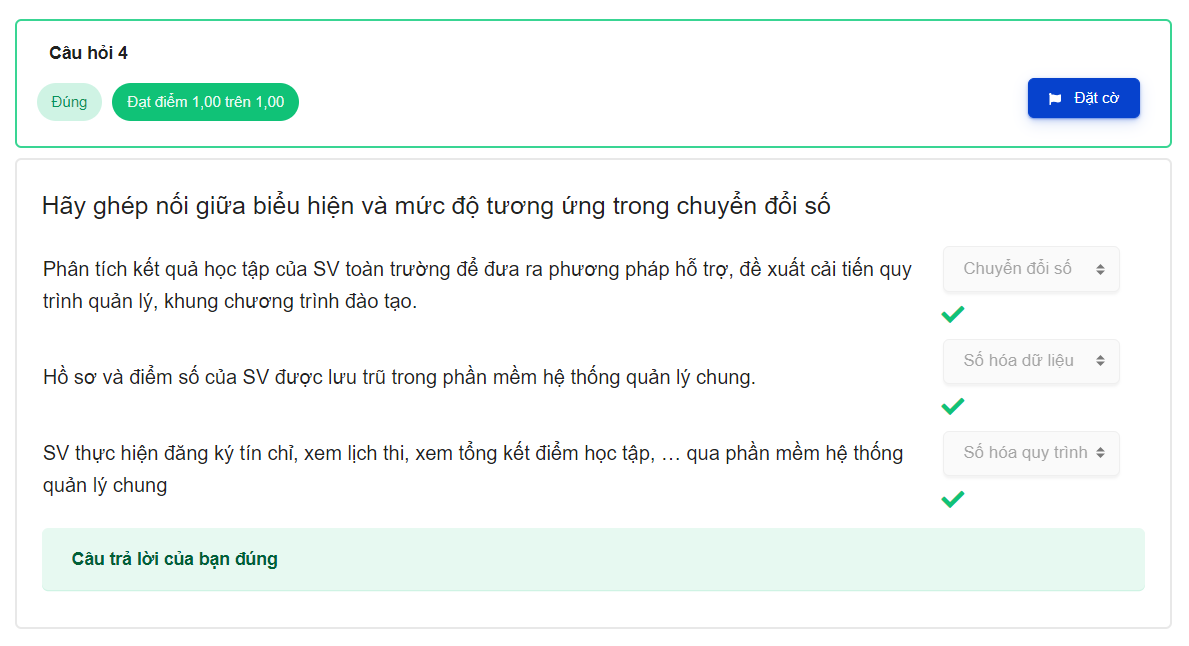 Câu hỏi 4
Đúng
Đạt điểm 1,00 trên 1,00
Đặt cờ
Hãy ghép nối giữa biểu hiện và mức độ tương ứng trong chuyển đổi số
Phân tích kết quả học tập của SV toàn trường để đưa ra phương pháp hỗ trợ, đề xuất cải tiến quy
trình quản lý, khung chương trình đào tạo.
Chuyển đổi số
Hồ sơ và điểm số của SV được lưu trũ trong phần mềm hệ thống quản lý chung.
Số hóa dữ liệu
SV thực hiện đăng ký tín chỉ, xem lịch thi, xem tổng kết điểm học tập, … qua phần mềm hệ thống
quản lý chung
Số hóa quy trình
Câu trả lời của bạn đúng